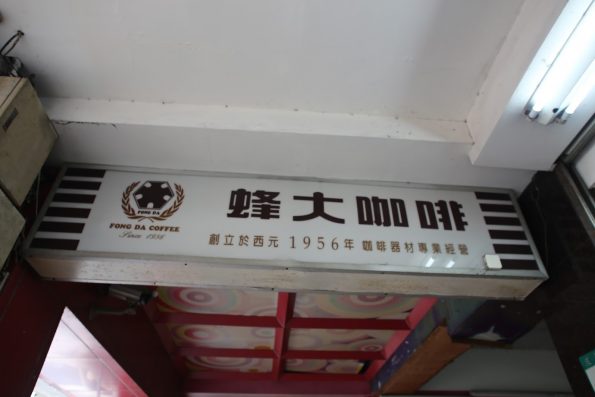 蜂大咖啡
FONG DA
FONG DA COFFEE
Since 1956
創立於西元 1956年 咖啡器材專業經營